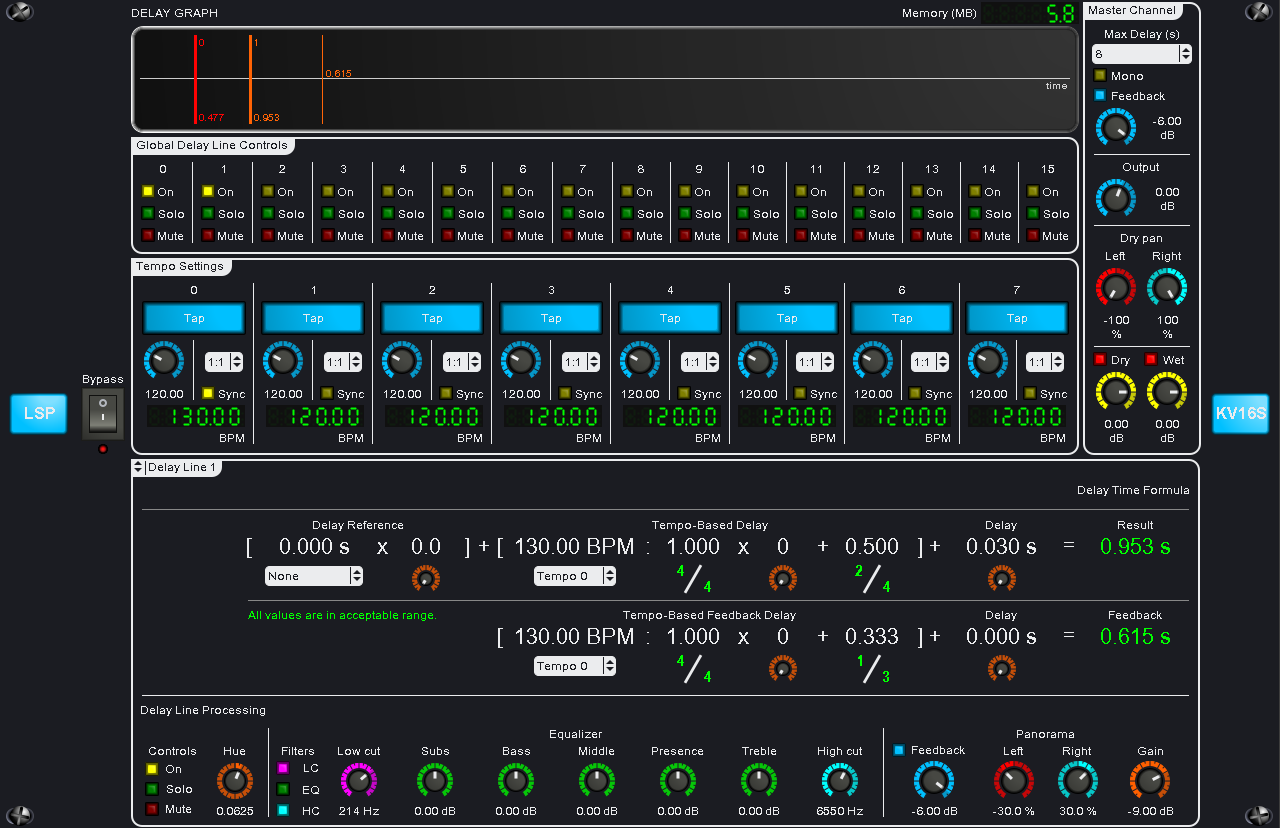 DELAY GRAPH Memory (MB) 5.8
0 1
0.615
time
0.477 0.953
Master Channel
Max Delay (s)
8
Mono
Feedback
-6.00
dB
Output
0.00
dB
Dry pan
Left Right
-100 100
% %
Dry Wet
0.00 0.00
dB dB
Global Delay Line Controls
0 1 2 3 4 5 6 7 8 9 10 11 12 13 14 15
On On On On On On On On On On On On On On On On
Solo Solo Solo Solo Solo Solo Solo Solo Solo Solo Solo Solo Solo Solo Solo Solo
Mute Mute Mute Mute Mute Mute Mute Mute Mute Mute Mute Mute Mute Mute Mute Mute
Tempo Settings
0 1 2 3 4 5 6 7
Tap Tap Tap Tap Tap Tap Tap Tap
1:1 1:1 1:1 1:1 1:1 1:1 1:1 1:1
120.00 Sync 120.00 Sync 120.00 Sync 120.00 Sync 120.00 Sync 120.00 Sync 120.00 Sync 120.00 Sync
130.00 120.00 120.00 120.00 120.00 120.00 120.00 120.00
BPM BPM BPM BPM BPM BPM BPM BPM
Bypass
LSP
KV16S
Delay Line 1
Delay Time Formula
Delay Reference Tempo-Based Delay Delay Result
[ 0.000 s x 0.0 ] + [ 130.00 BPM : 1.000 x 0 + 0.500 ] + 0.030 s = 0.953 s
None Tempo 0 4/4 2/4
All values are in acceptable range. Tempo-Based Feedback Delay Delay Feedback
[ 130.00 BPM : 1.000 x 0 + 0.333 ] + 0.000 s = 0.615 s
Tempo 0 4/4 1/3
Delay Line Processing
Equalizer Panorama
Controls Hue Filters Low cut Subs Bass Middle Presence Treble High cut Feedback Left Right Gain
On LC
Solo EQ
Mute 0.0625 HC 214 Hz 0.00 dB 0.00 dB 0.00 dB 0.00 dB 0.00 dB 6550 Hz -6.00 dB -30.0 % 30.0 % -9.00 dB